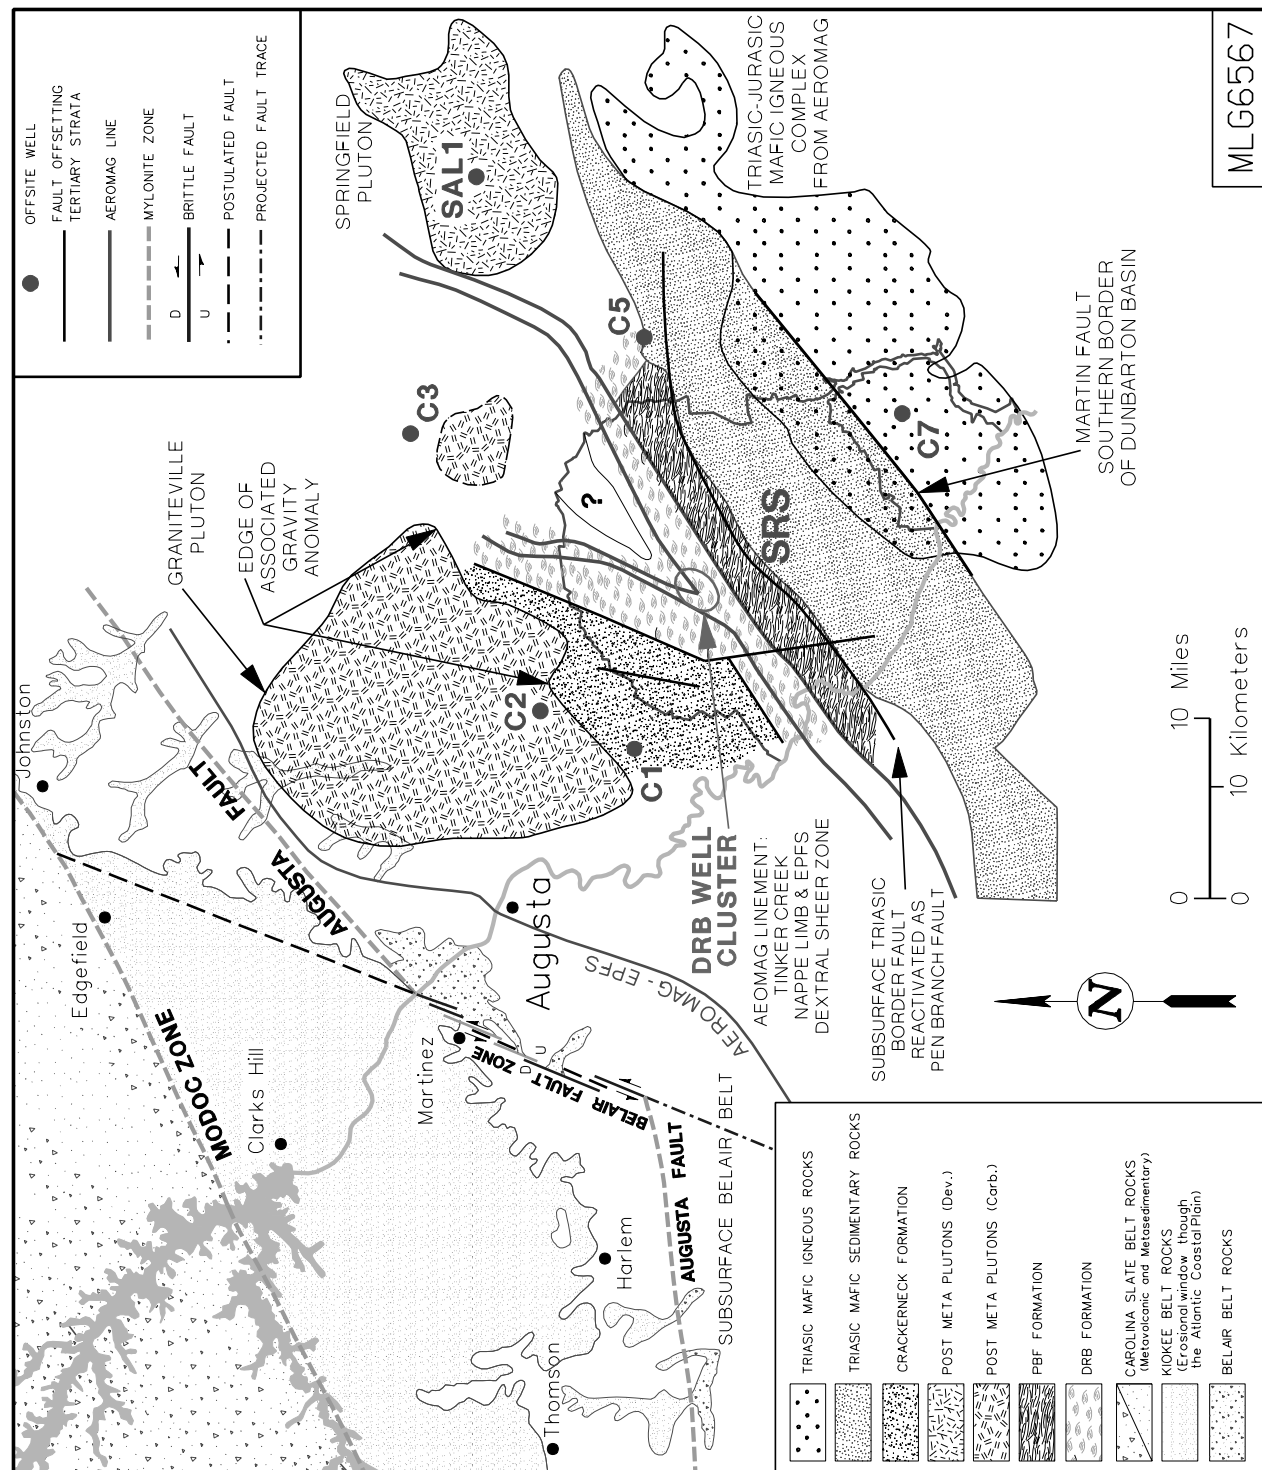 OFFSITE WELL
FAULT OFFSETTING
TERTIARY STRATA
AEROMAG LINE
MYLONITE ZONE
BRITTLE FAULT
D
U
POSTULATED FAULT
PROJECTED FAULT TRACE
SPRINGFIELD
PLUTON
SAL1
TRIASIC-JURASIC
MAFIC IGNEOUS
COMPLEX
FROM AEROMAG
MLG6567
C5
C3
GRANITEVILLE
PLUTON
EDGE OF
ASSOCIATED
GRAVITY
ANOMALY
?
SRS
C7
MARTIN FAULT
SOUTHERN BORDER
OF DUNBARTON BASIN
Johnston
C2
C1
FAULT
AUGUSTA
MODOC ZONE
Edgefield
Clarks Hill
Martinez
Augusta
DRB WELL
CLUSTER
AEOMAG LINEMENT:
TINKER CREEK
NAPPE LIMB & EPFS
DEXTRAL SHEER ZONE
SUBSURFACE TRIASIC
BORDER FAULT
REACTIVATED AS
PEN BRANCH FAULT
10 Miles
0
10 Kilometers
0
N
AEROMAG - EPFS
BELAIR FAULT ZONE
D
U
AUGUSTA FAULT
SUBSURFACE BELAIR BELT
Harlem
Thomson
TRIASIC MAFIC IGNEOUS ROCKS
TRIASIC MAFIC SEDIMENTARY ROCKS
CRACKERNECK FORMATION
POST META PLUTONS (Dev.)
POST META PLUTONS (Carb.)
PBF FORMATION
DRB FORMATION
CAROLINA SLATE BELT ROCKS
(Metavolcanic and Metasedimentary)
KIOKEE BELT ROCKS
(Erosional window though
the Atlantic Coastal Plain)
BELAIR BELT ROCKS